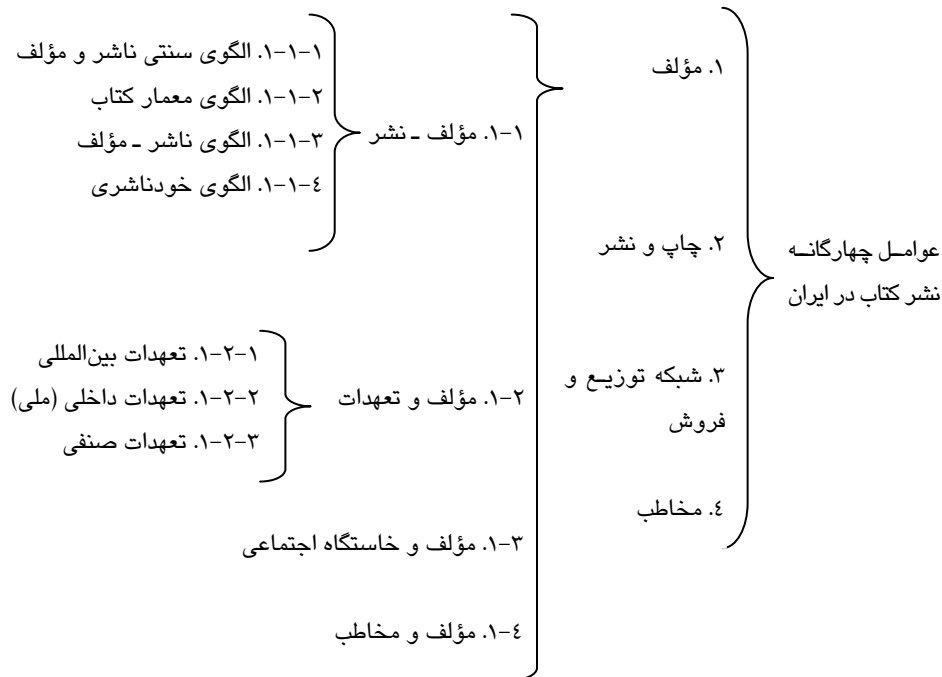 عوامل چهارگانه
نشر کتاب در ایران
۱. مؤلف
۲. چاپ و نشر
۳. شبکه توزیع و
فروش
٤. مخاطب
۱-۱. مؤلف ـ نشر
۱-۲. مؤلف و تعهدات
۱-۳. مؤلف و خاستگاه اجتماعی
۱-٤. مؤلف و مخاطب
۱-۱-۱. الگوی سنتی ناشر و مؤلف
۱-۱-۲. الگوی معمار کتاب
۱-۱-۳. الگوی ناشر ـ مؤلف
۱-۱-٤. الگوی خودناشری
۱-۲-۱. تعهدات بین‌المللی
۱-۲-۲. تعهدات داخلی (ملی)
۱-۲-۳. تعهدات صنفی